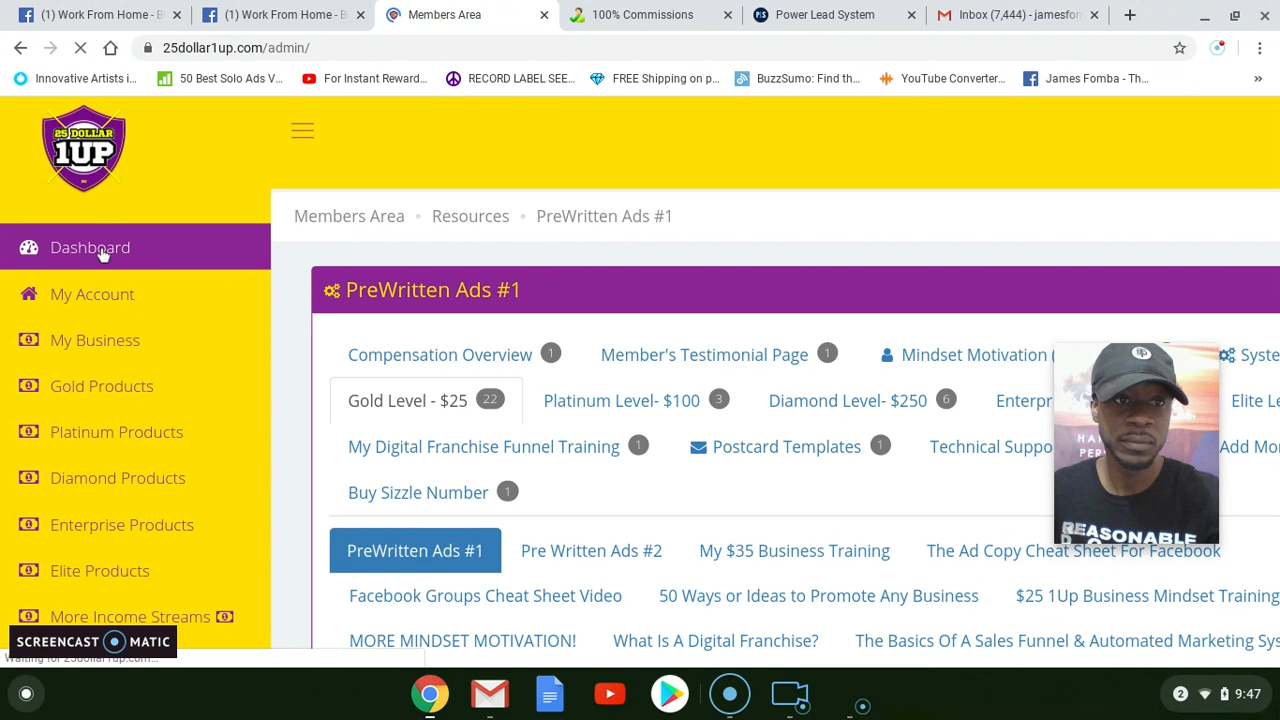 (1) Work From Home - B
(1) Work From Home - B
Members Area
100% Commissions
Power Lead System
Inbox (7,444) - jamesfom
25dollar1up.com/admin/
Innovative Artists i...
50 Best Solo Ads V...
For Instant Reward...
RECORD LABEL SEE...
FREE Shipping on p...
BuzzSumo: Find th...
YouTube Converter...
James Fomba - Th...
»
25 DOLLAR
1UP
Members Area • Resources • PreWritten Ads #1
Dashboard
My Account
My Business
Gold Products
Platinum Products
Diamond Products
Enterprise Products
Elite Products
More Income Streams
PreWritten Ads #1
Compensation Overview 1
Member's Testimonial Page 1
Mindset Motivation (
Syste
Gold Level - $25 22
Platinum Level- $100 3
Diamond Level- $250 6
Enterpr
Elite Le
My Digital Franchise Funnel Training 1
Postcard Templates 1
Technical Suppo
Add Mor
Buy Sizzle Number 1
PreWritten Ads #1
Pre Written Ads #2
My $35 Business Training
The Ad Copy Cheat Sheet For Facebook
Facebook Groups Cheat Sheet Video
50 Ways or Ideas to Promote Any Business
$25 1Up Business Mindset Training
MORE MINDSET MOTIVATION!
What Is A Digital Franchise?
The Basics Of A Sales Funnel & Automated Marketing Sys
REASONABLE
SCREENCAST MATIC
Waiting for 25dollar1up.com...
2
9:47